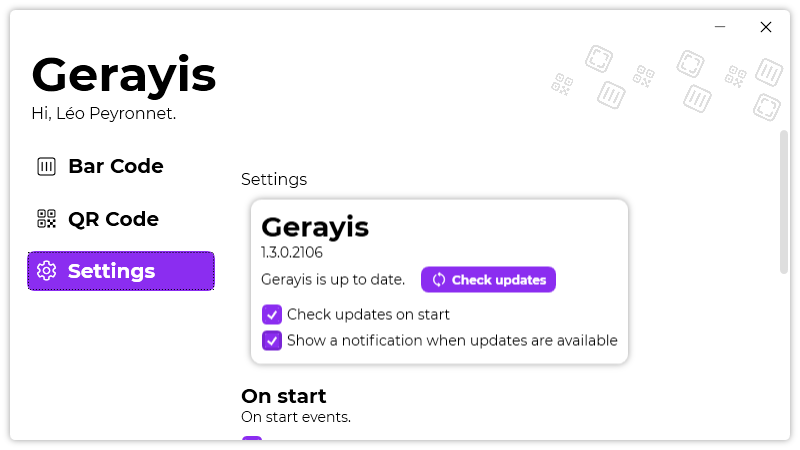 Gerayis
Hi, Léo Peyronnet.
Bar Code
QR Code
Settings
Settings
Gerayis
1.3.0.2106
Gerayis is up to date.
Check updates
Check updates on start
Show a notification when updates are available
On start
On start events.